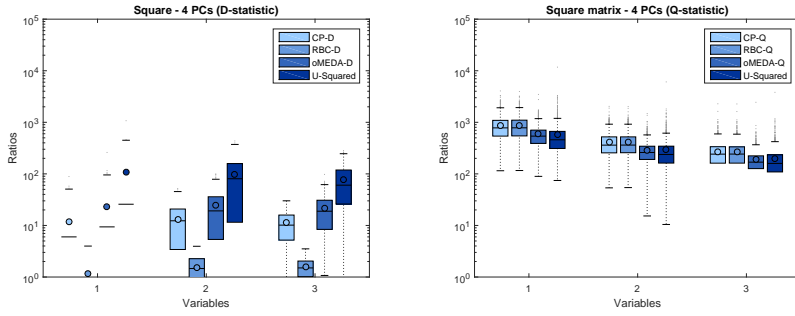 Square - 4 PCs (D-statistic)
10^5
10^4
10^3
10^2
10^1
10^0
Ratios
CP-D
RBC-D
oMEDA-D
U-Squared
1
2
3
Variables
Square matrix - 4 PCs (Q-statistic)
10^5
10^4
10^3
10^2
10^1
10^0
Ratios
CP-Q
RBC-Q
oMEDA-Q
U-Squared
1
2
3
Variables